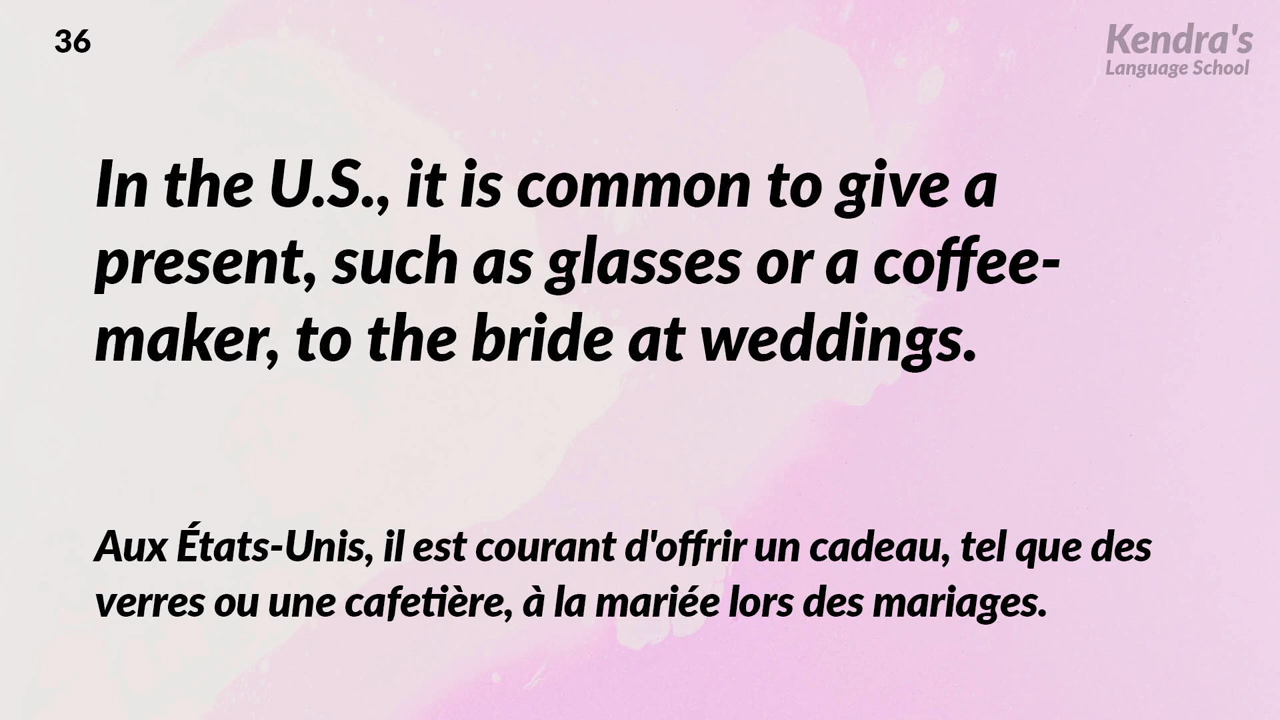 36
Kendra's
Language School
In the U.S., it is common to give a
present, such as glasses or a coffee-
maker, to the bride at weddings.
Aux États-Unis, il est courant d'offrir un cadeau, tel que des
verres ou une cafetière, à la mariée lors des mariages.